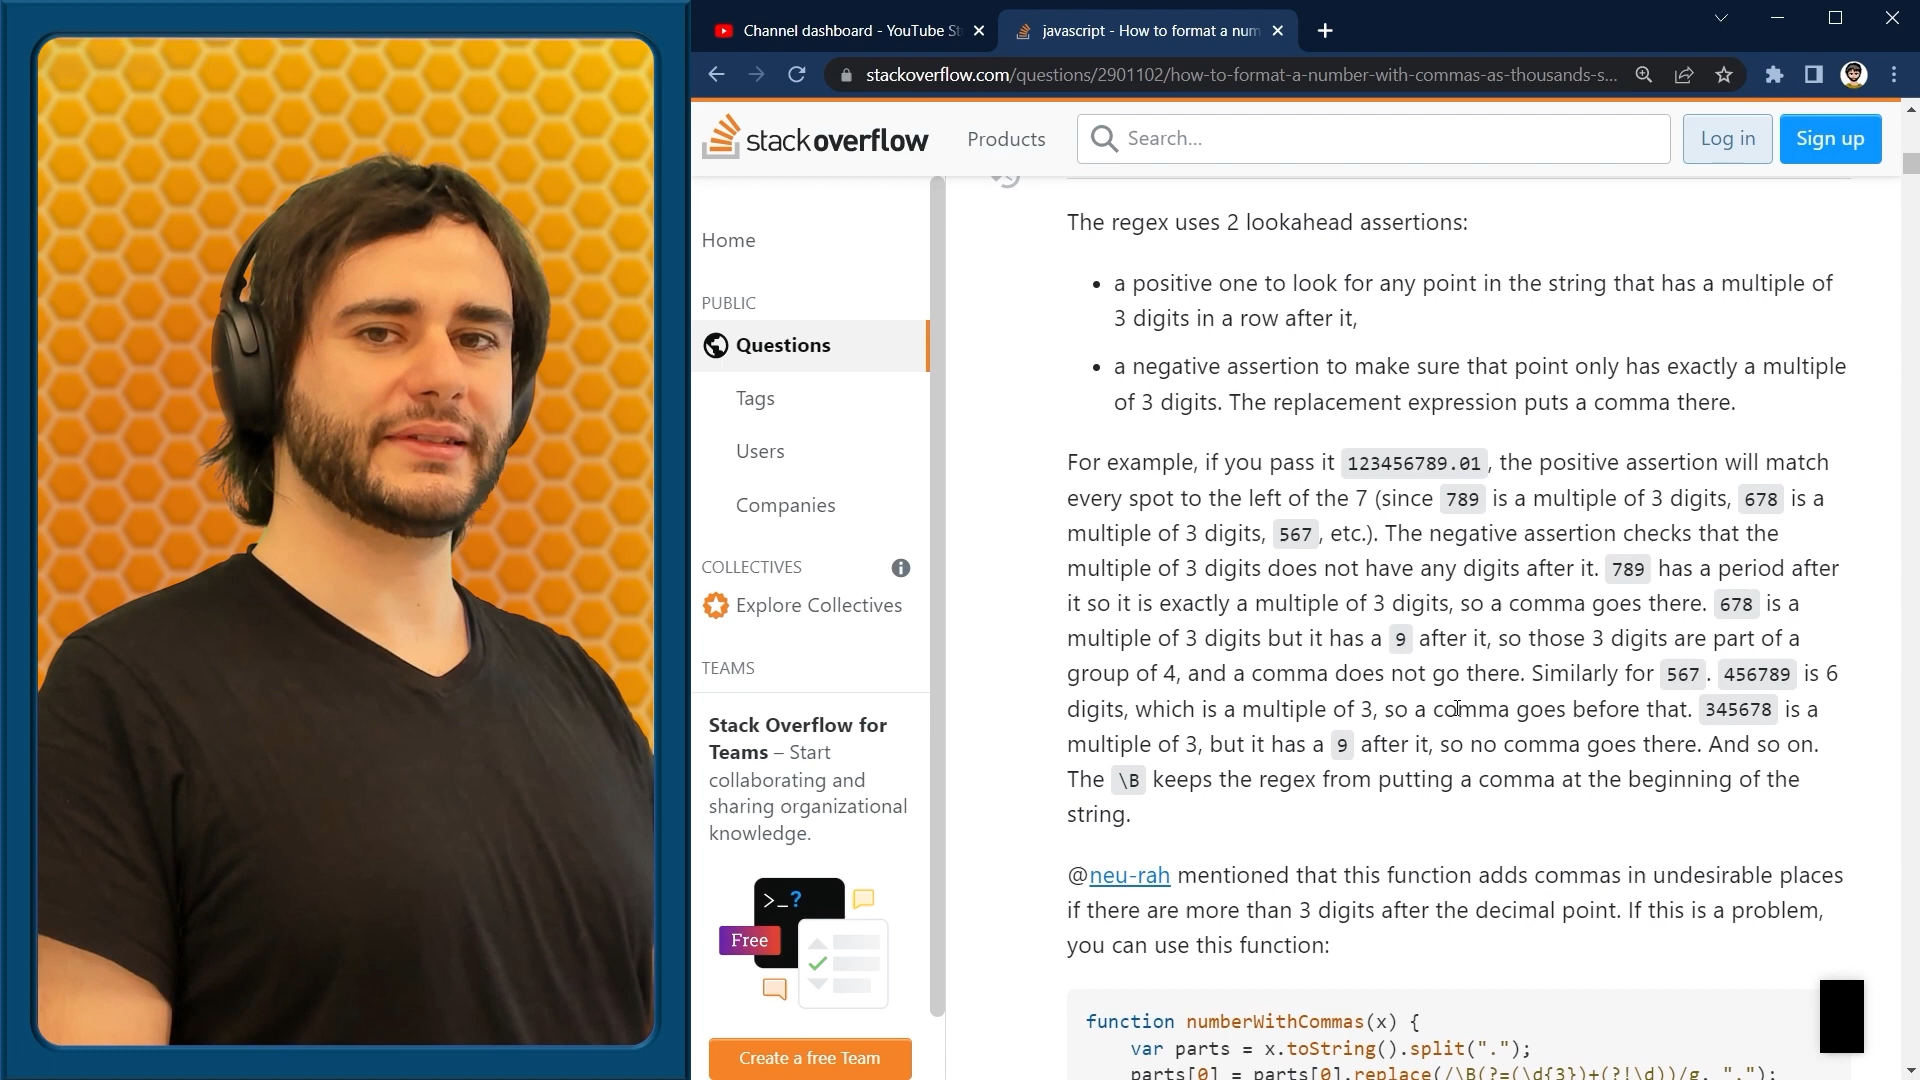 Channel dashboard - YouTube St
javascript - How to format a num
stackoverflow.com/questions/2901102/how-to-format-a-number-with-commas-as-thousands-s...
stackoverflow
Products
Search...
Log in
Sign up
Home
PUBLIC
Questions
Tags
Users
Companies
COLLECTIVES
Explore Collectives
TEAMS
Stack Overflow for
Teams – Start
collaborating and
sharing organizational
knowledge.
>_?
Free
Create a free Team
The regex uses 2 lookahead assertions:
• a positive one to look for any point in the string that has a multiple of
3 digits in a row after it,
• a negative assertion to make sure that point only has exactly a multiple
of 3 digits. The replacement expression puts a comma there.
For example, if you pass it 123456789.01, the positive assertion will match
every spot to the left of the 7 (since 789 is a multiple of 3 digits, 678 is a
multiple of 3 digits, 567, etc.). The negative assertion checks that the
multiple of 3 digits does not have any digits after it. 789 has a period after
it so it is exactly a multiple of 3 digits, so a comma goes there. 678 is a
multiple of 3 digits but it has a 9 after it, so those 3 digits are part of a
group of 4, and a comma does not go there. Similarly for 567. 456789 is 6
digits, which is a multiple of 3, so a comma goes before that. 345678 is a
multiple of 3, but it has a 9 after it, so no comma goes there. And so on.
The \B keeps the regex from putting a comma at the beginning of the
string.
@neu-rah mentioned that this function adds commas in undesirable places
if there are more than 3 digits after the decimal point. If this is a problem,
you can use this function:
function numberWithCommas(x) {
var parts = x.toString().split(".");
parts[0] = parts[0].replace(/\B(?=(\d{3})+(?!\d))/g, ",");